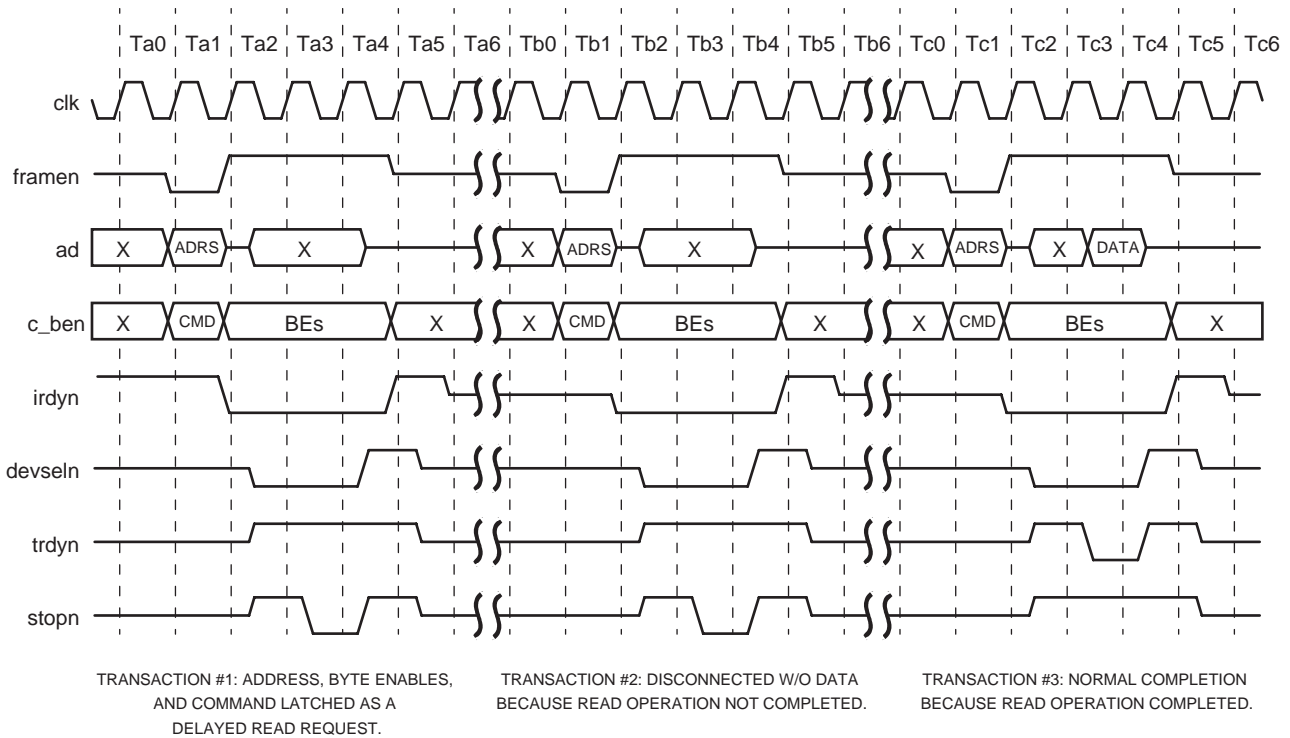 Ta0 Ta1 Ta2 Ta3 Ta4 Ta5 Ta6 Tb0 Tb1 Tb2 Tb3 Tb4 Tb5 Tb6 Tc0 Tc1 Tc2 Tc3 Tc4 Tc5 Tc6
clk
framen
ad X ADRS X X ADRS X X ADRS X DATA
c_ben X CMD BEs X X CMD BEs X X CMD BEs X
irdyn
devseln
trdyn
stopn
TRANSACTION #1: ADDRESS, BYTE ENABLES,
AND COMMAND LATCHED AS A
DELAYED READ REQUEST.
TRANSACTION #2: DISCONNECTED W/O DATA
BECAUSE READ OPERATION NOT COMPLETED.
TRANSACTION #3: NORMAL COMPLETION
BECAUSE READ OPERATION COMPLETED.